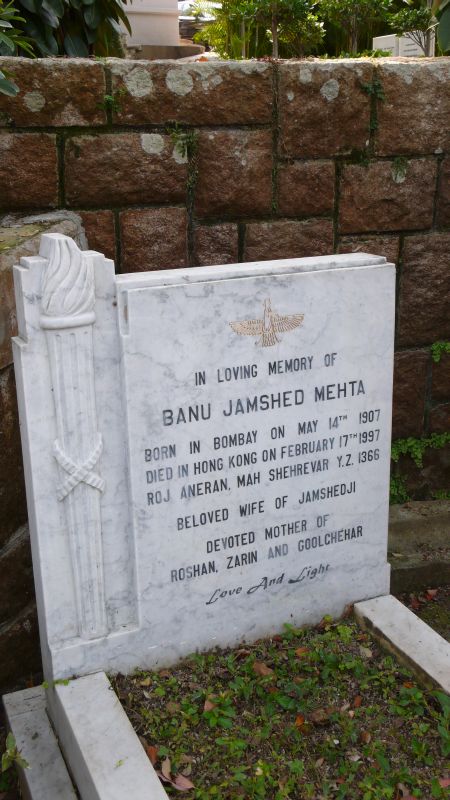 IN LOVING MEMORY OF
BANU JAMSHED MEHTA
BORN IN BOMBAY ON MAY 14TH 1907
DIED IN HONG KONG ON FEBRUARY 17TH 1997
ROJ ANERAN, MAH SHEHREVAR Y.Z. 1366
BELOVED WIFE OF JAMSHEDJI
DEVOTED MOTHER OF
ROSHAN, ZARIN AND GOOLCHEHAR
Love And Light